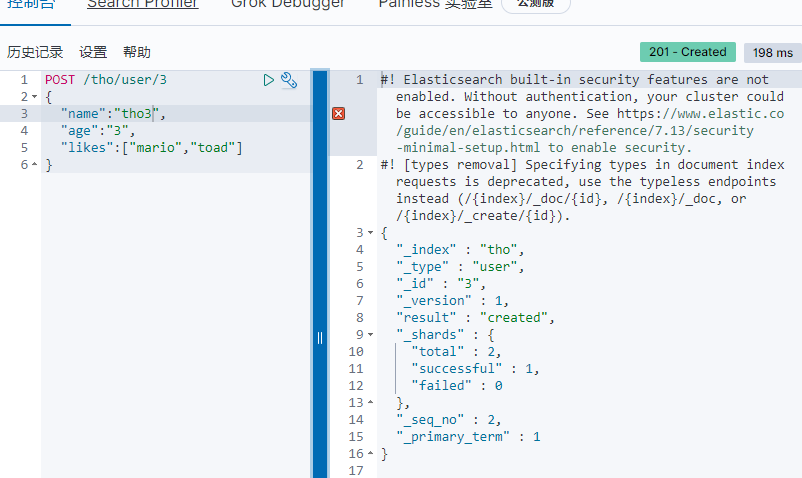 控制台 Search Profiler Grok Debugger Painless 实验室 公测版
历史记录 设置 帮助 201 - Created 198 ms
1 POST /tho/user/3
2 {
3 "name":"tho3",
4 "age":"3",
5 "likes":["mario","toad"]
6 }
1 #! Elasticsearch built-in security features are not
enabled. Without authentication, your cluster could
be accessible to anyone. See https://www.elastic.co
/guide/en/elasticsearch/reference/7.13/security
-minimal-setup.html to enable security.
2 #! [types removal] Specifying types in document index
requests is deprecated, use the typeless endpoints
instead (/{index}/_doc/{id}, /{index}/_doc, or
/{index}/_create/{id}).
3 {
4 "_index" : "tho",
5 "_type" : "user",
6 "_id" : "3",
7 "_version" : 1,
8 "result" : "created",
9 "_shards" : {
10 "total" : 2,
11 "successful" : 1,
12 "failed" : 0
13 },
14 "_seq_no" : 2,
15 "_primary_term" : 1
16 }
17